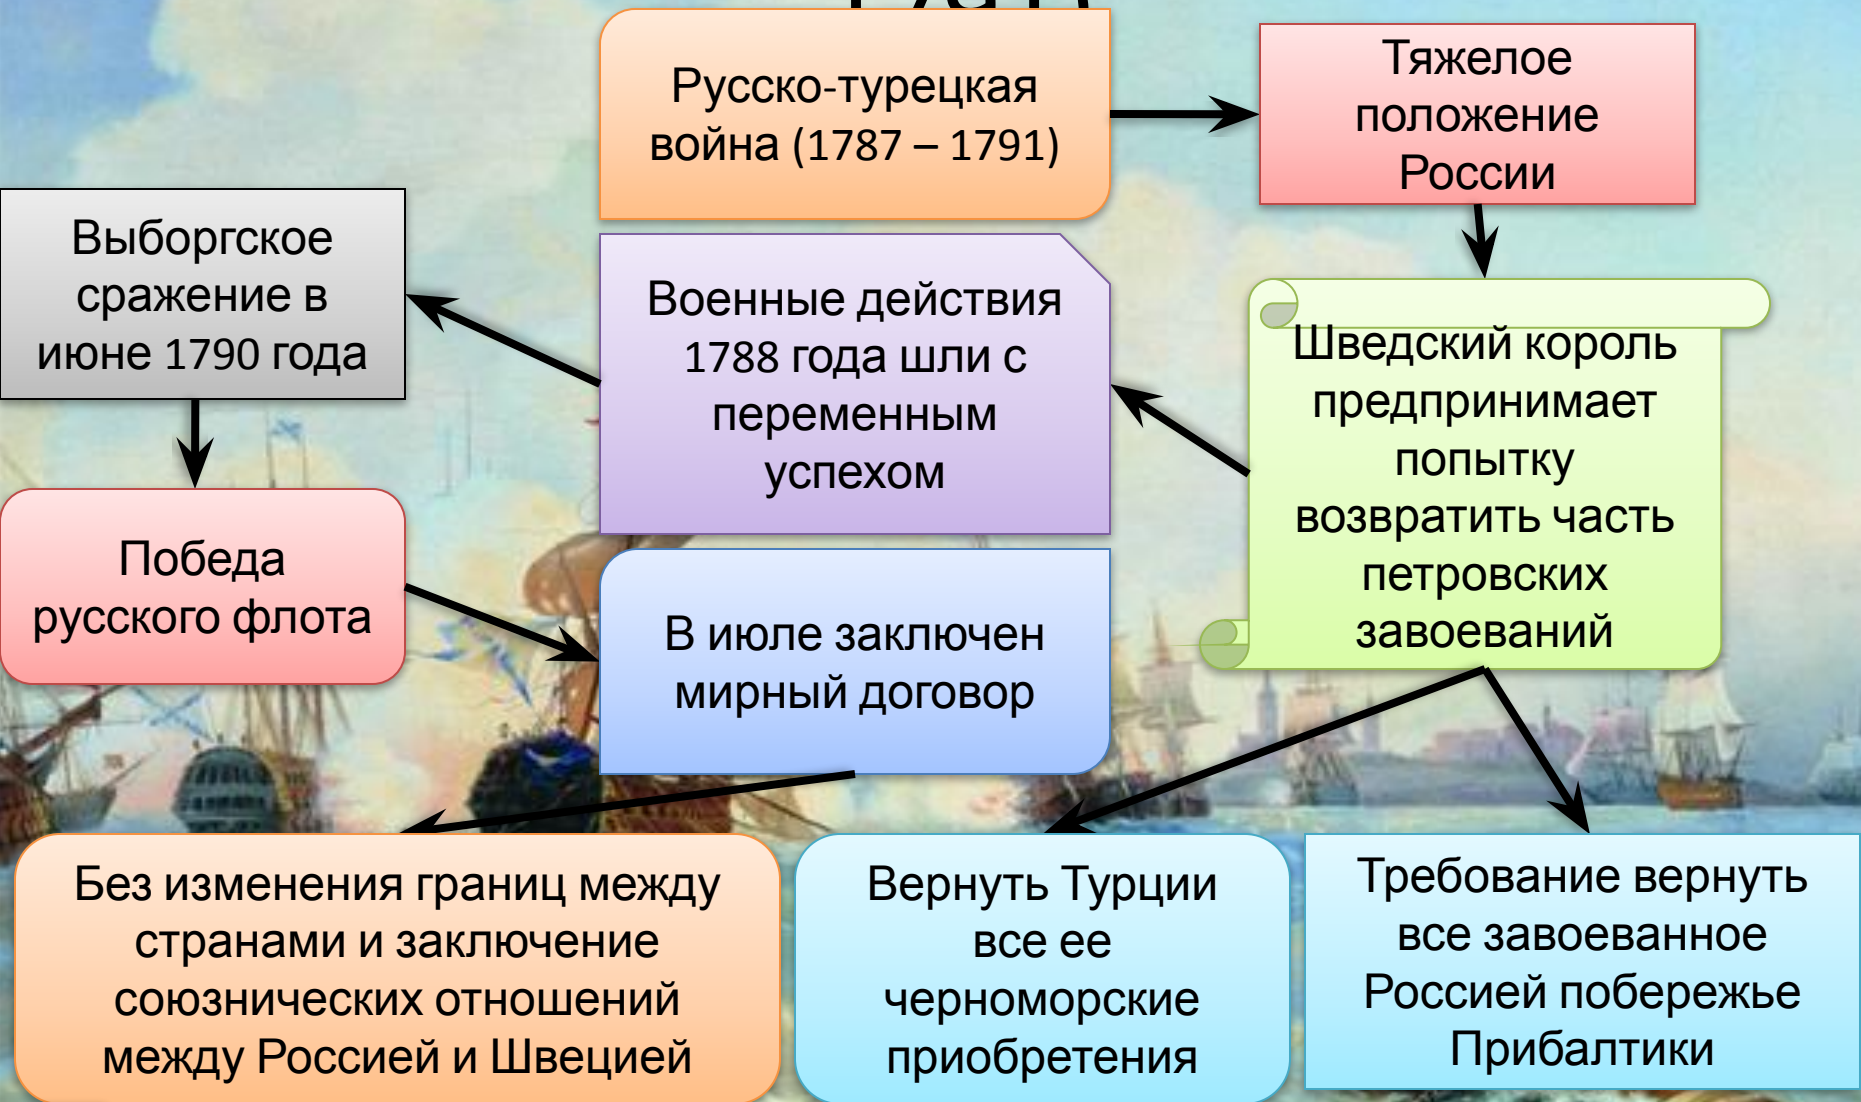 Русско-турецкая
война (1787 – 1791)
Тяжелое
положение
России
Выборгское
сражение в
июне 1790 года
Военные действия
1788 года шли с
переменным
успехом
Шведский король
предпринимает
попытку
возвратить часть
петровских
завоеваний
Победа
русского флота
В июле заключен
мирный договор
Без изменения границ между
странами и заключение
союзнических отношений
между Россией и Швецией
Вернуть Турции
все ее
черноморские
приобретения
Требование вернуть
все завоеванное
Россией побережье
Прибалтики